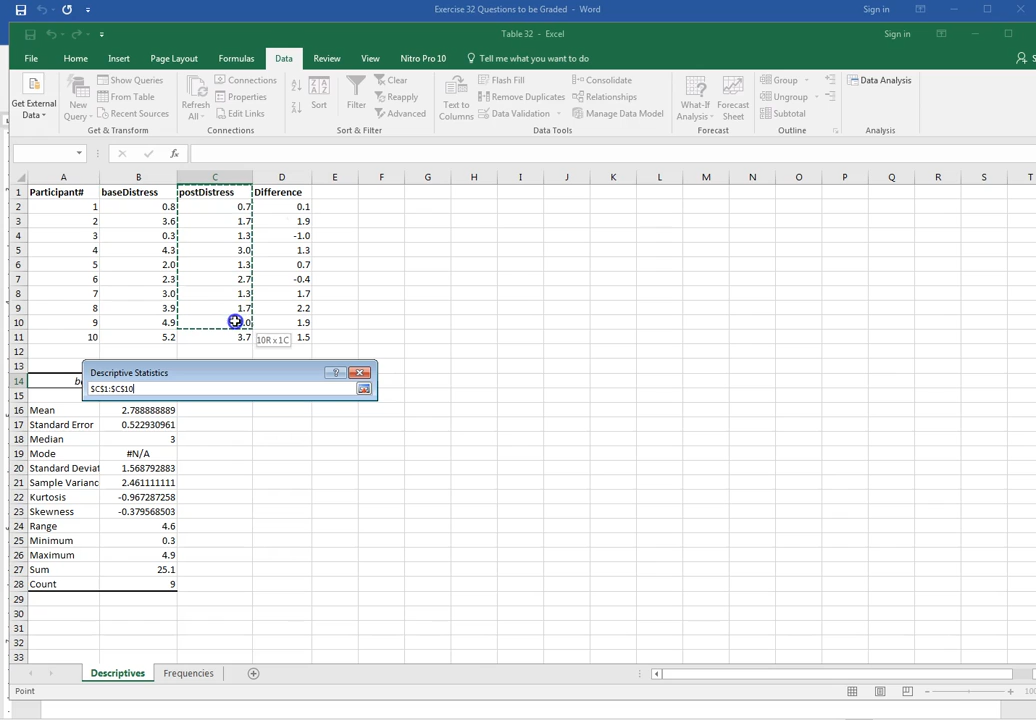 Exercise 32 Questions to be Graded - Word
Sign in
Table 32 - Excel
Sign in
File Home Insert Page Layout Formulas Data Review View Nitro Pro 10 Tell me what you want to do
Get External Data
New Query
Show Queries
From Table
Recent Sources
Get & Transform
Refresh All
Connections
Properties
Edit Links
Connections
Sort
Filter
Clear
Reapply
Advanced
Sort & Filter
Text to Columns
Flash Fill
Remove Duplicates
Data Validation
Consolidate
Relationships
Manage Data Model
Data Tools
What-If Analysis
Forecast Sheet
Forecast
Group
Ungroup
Subtotal
Outline
Data Analysis
Analysis
fx
A B C D E F G H I J K L M N O P Q R S T
1 Participant# baseDistress postDistress Difference
2 1 0.8 0.7 0.1
3 2 3.6 1.7 1.9
4 3 0.3 1.3 -1.0
5 4 4.3 3.0 1.3
6 5 2.0 1.3 0.7
7 6 2.3 2.7 -0.4
8 7 3.0 1.3 1.7
9 8 3.9 1.7 2.2
10 9 4.9 .0 1.9
11 10 5.2 3.7 1.5
10R x 1C
12
13
Descriptive Statistics
14 $C$1:$C$10
15
16 Mean 2.788888889
17 Standard Error 0.522930961
18 Median 3
19 Mode #N/A
20 Standard Deviat 1.568792883
21 Sample Varianc 2.461111111
22 Kurtosis -0.967287258
23 Skewness -0.379568503
24 Range 4.6
25 Minimum 0.3
26 Maximum 4.9
27 Sum 25.1
28 Count 9
29
30
31
32
33
Descriptives Frequencies
Point